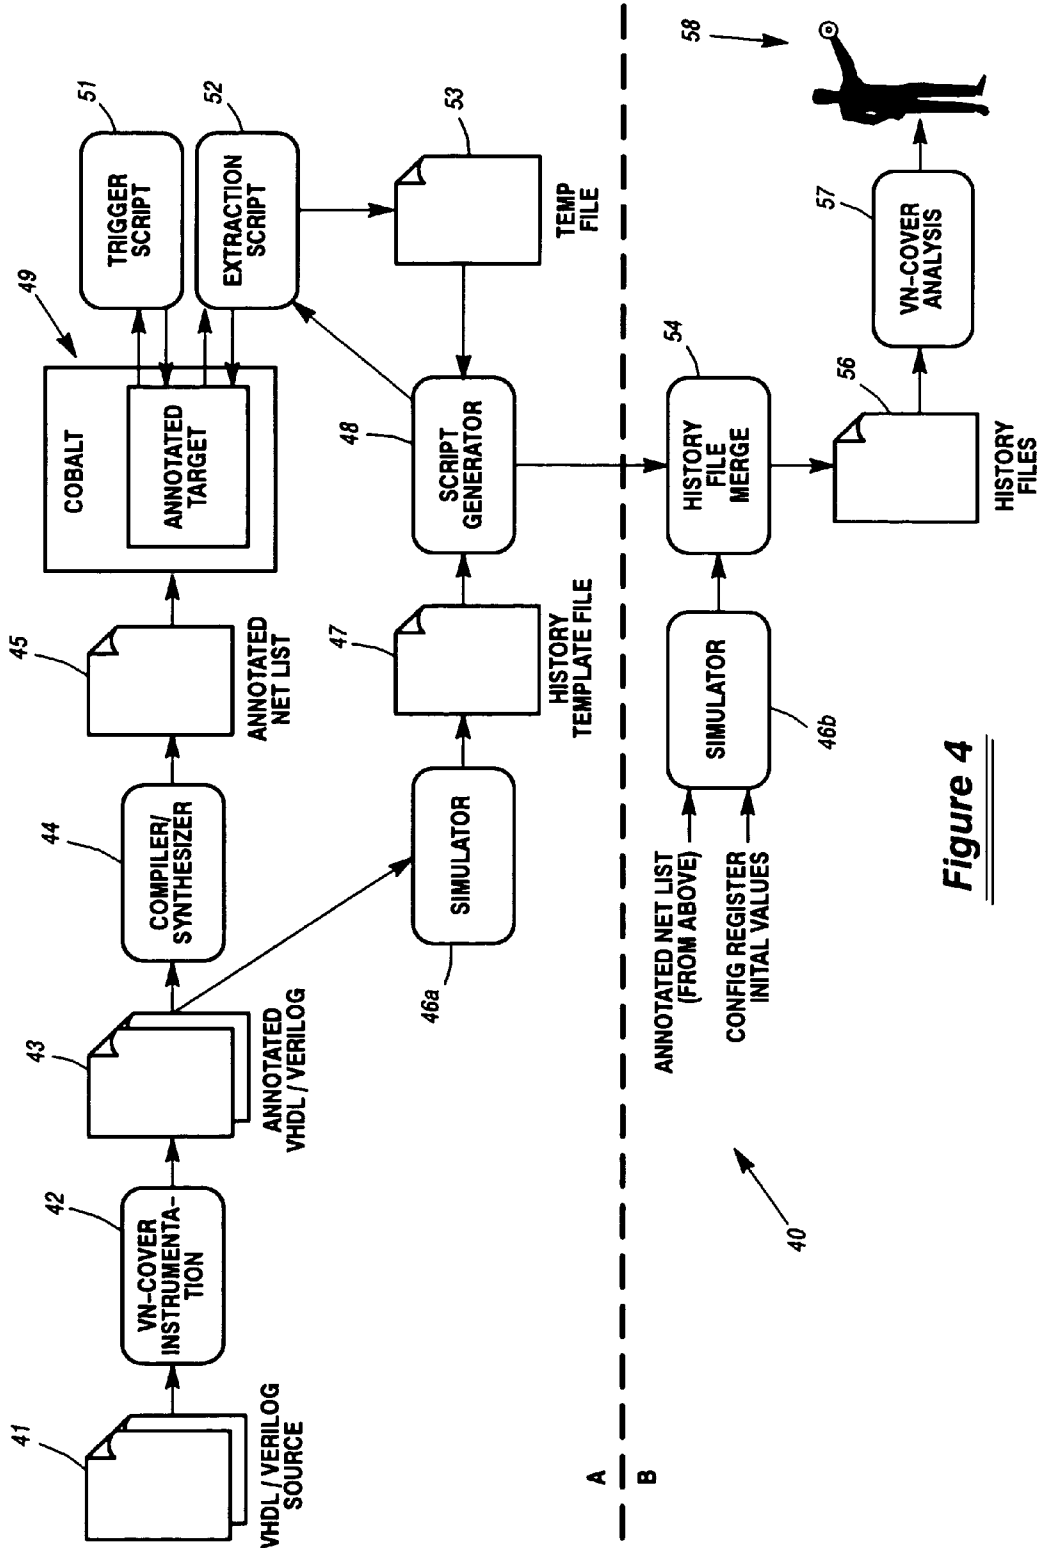 41
VHDL / VERILOG
SOURCE
42
VN-COVER
INSTRUMENTA-
TION
43
ANNOTATED
VHDL / VERILOG
44
COMPILER/
SYNTHESIZER
45
ANNOTATED
NET LIST
49
COBALT
ANNOTATED
TARGET
51
TRIGGER
SCRIPT
52
EXTRACTION
SCRIPT
46a
SIMULATOR
47
HISTORY
TEMPLATE FILE
48
SCRIPT
GENERATOR
53
TEMP
FILE
A
B
ANNOTATED NET LIST
(FROM ABOVE)
CONFIG REGISTER
INITAL VALUES
SIMULATOR
46b
54
HISTORY
FILE
MERGE
56
HISTORY
FILES
57
VN-COVER
ANALYSIS
58
40
Figure 4